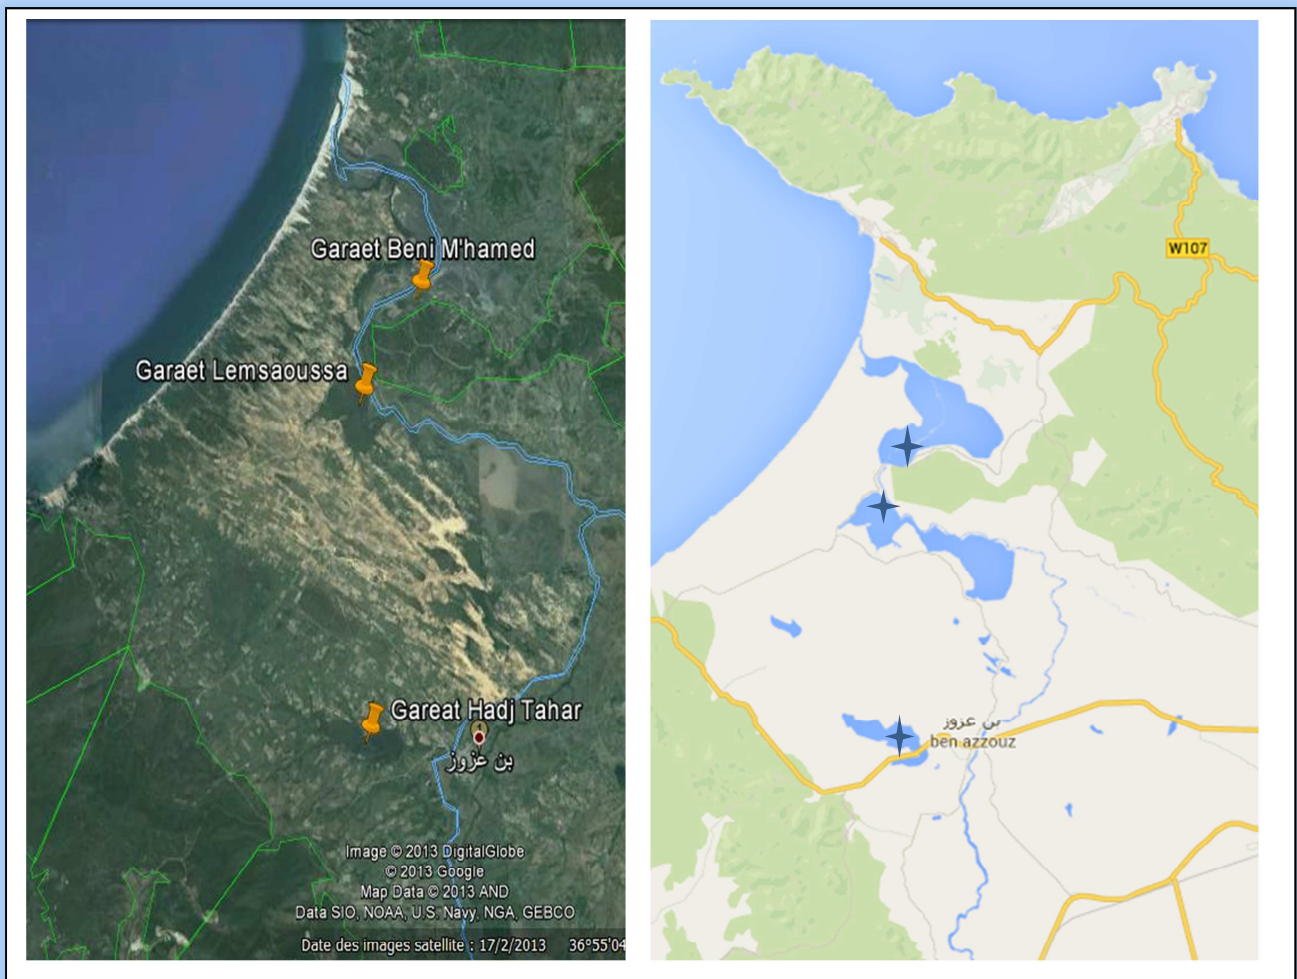 Garaet Beni M'hamed
Garaet Lemsaoussa
Gareat Hadj Tahar
بن عزوز
Image © 2013 DigitalGlobe
© 2013 Google
Map Data © 2013 AND
Data SIO, NOAA, U.S. Navy, NGA, GEBCO
Date des images satellite : 17/2/2013 36°55'04
W107
بن عزوز
ben azzouz